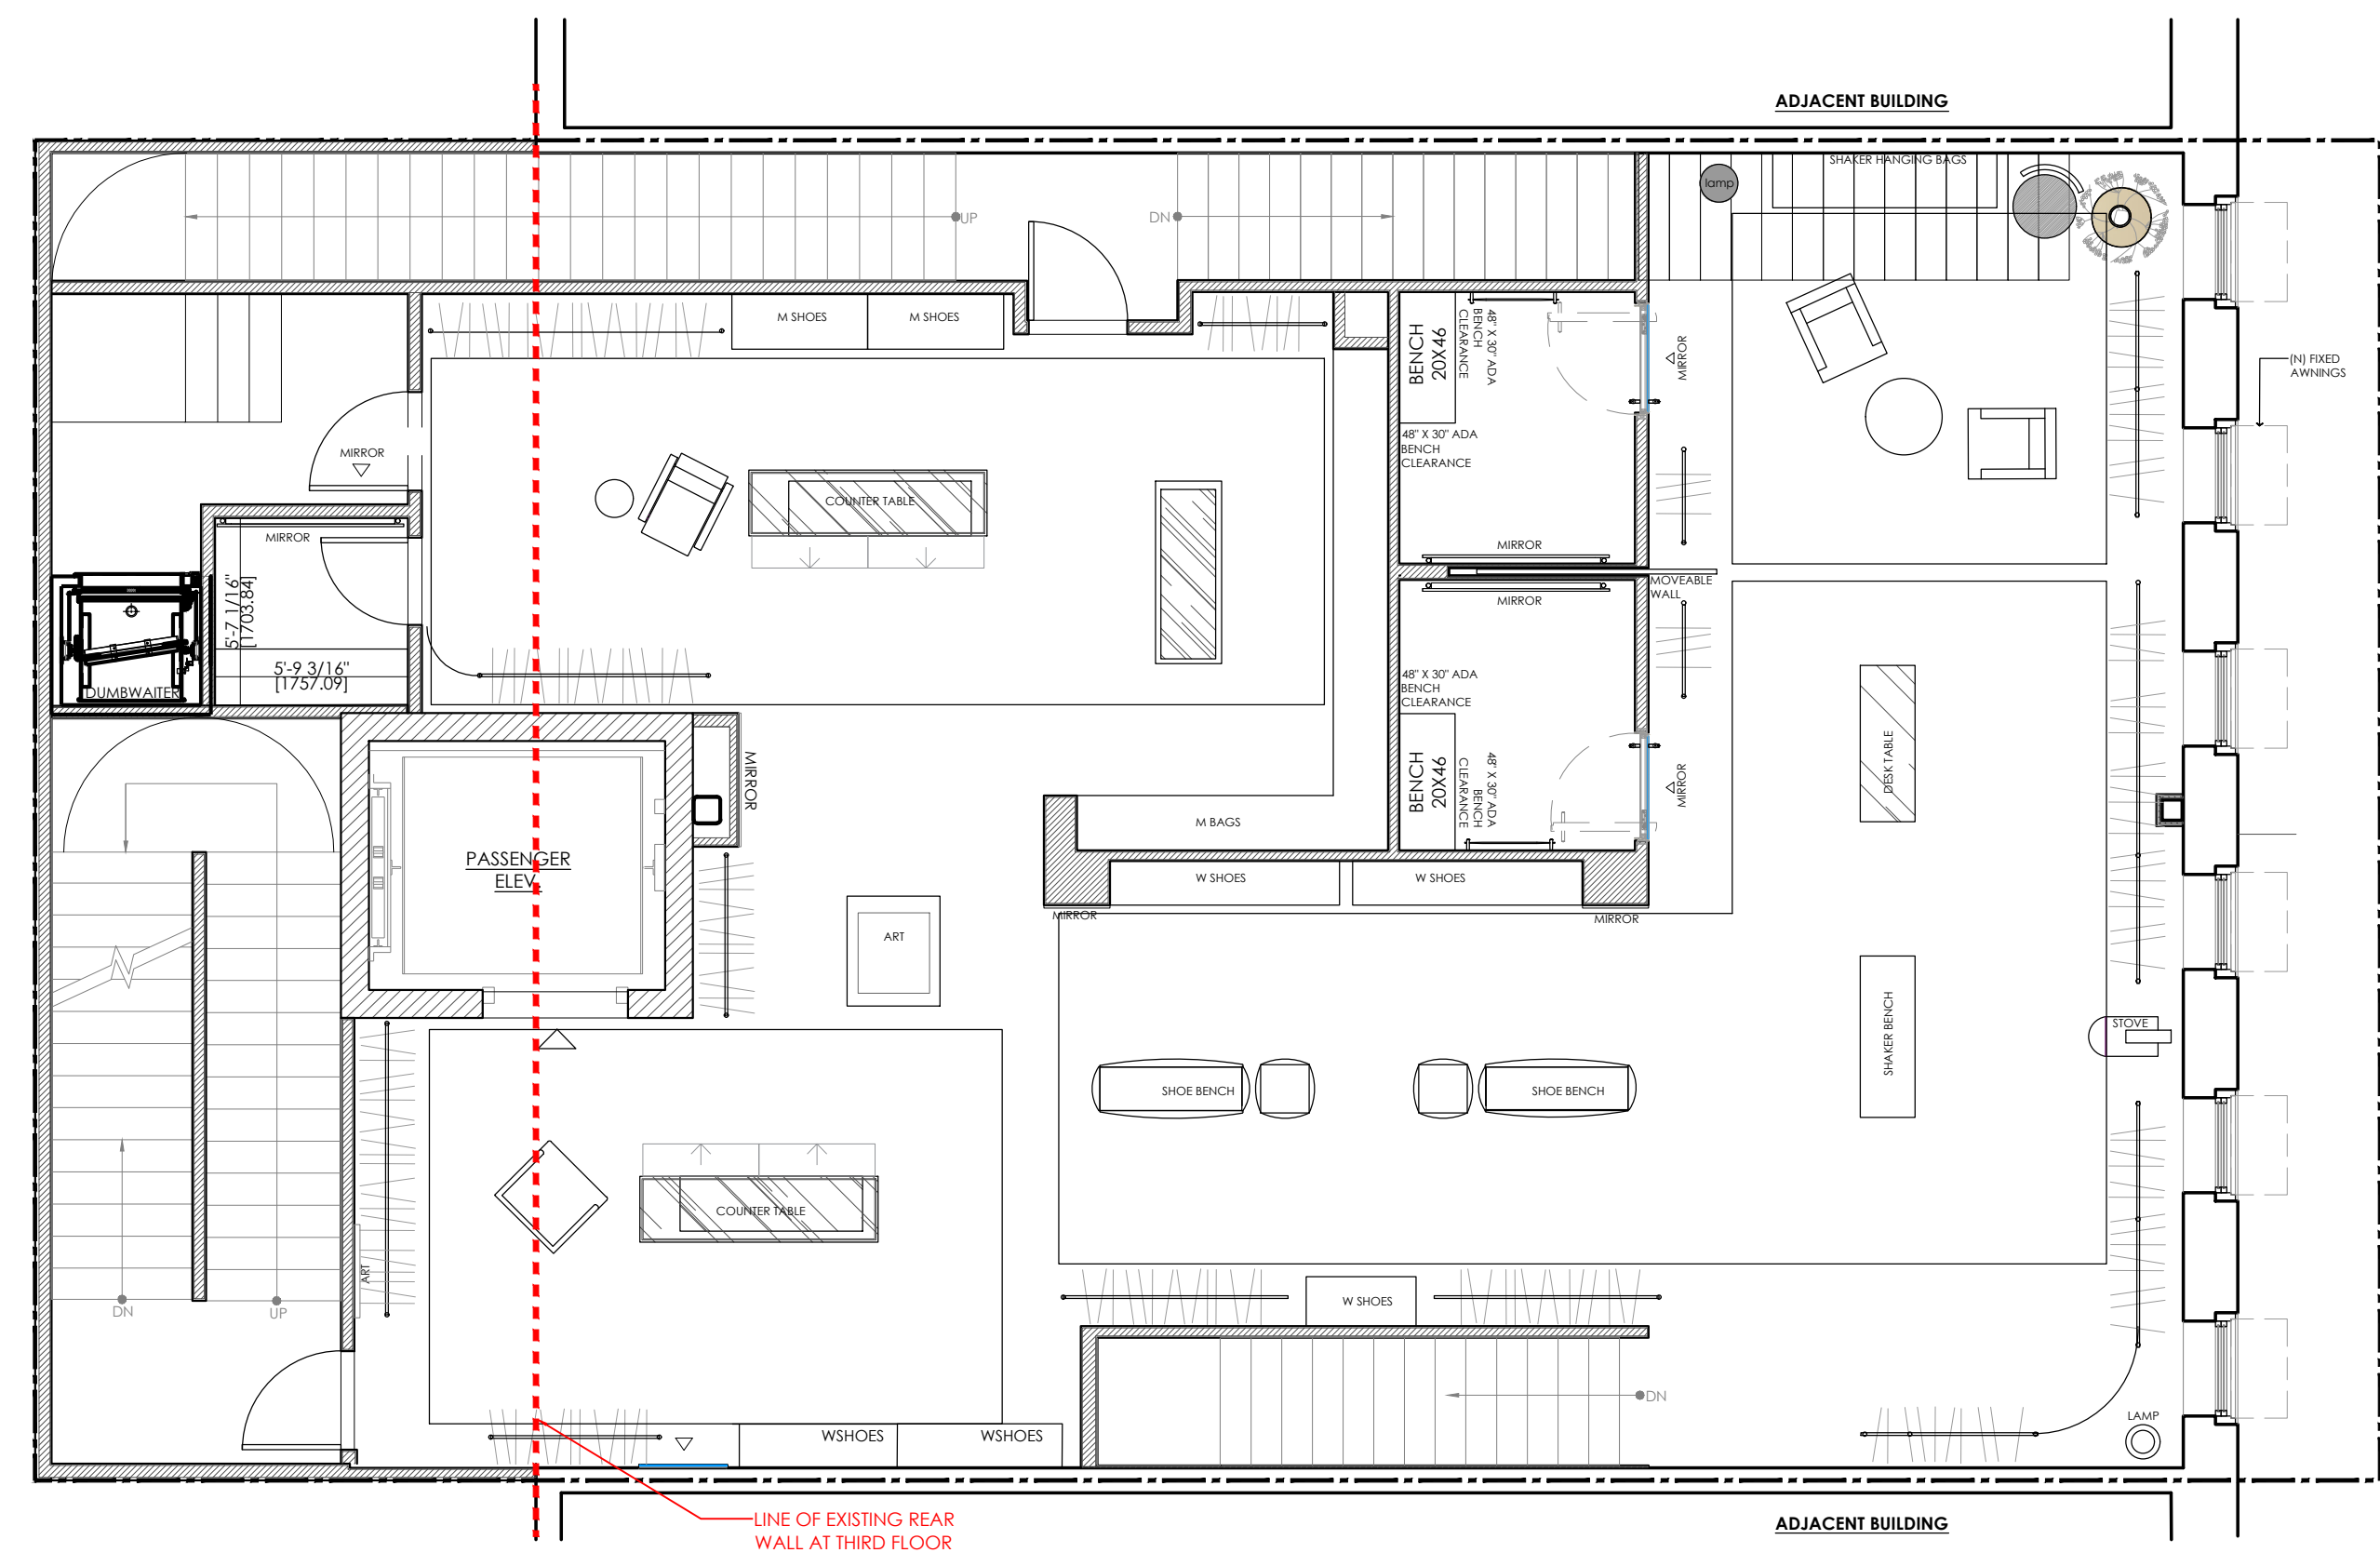 ADJACENT BUILDING
SHAKER HANGING BAGS
lamp
UP
DN
M SHOES
M SHOES
BENCH
20X46
48" X 30" ADA
BENCH
CLEARANCE
MIRROR
(N) FIXED
AWNINGS
MIRROR
48" X 30" ADA
BENCH
CLEARANCE
COUNTER TABLE
MIRROR
MIRROR
MOVEABLE
WALL
MIRROR
5'-7 1/16"
[1703.84]
5'-9 3/16"
[1757.09]
DUMBWAITER
48" X 30" ADA
BENCH
CLEARANCE
MIRROR
BENCH
20X46
48" X 30" ADA
BENCH
CLEARANCE
MIRROR
DESK TABLE
M BAGS
PASSENGER
ELEV.
W SHOES
W SHOES
MIRROR
MIRROR
ART
SHAKER BENCH
STOVE
SHOE BENCH
SHOE BENCH
COUNTER TABLE
ART
DN
UP
W SHOES
DN
WSHOES
WSHOES
LAMP
LINE OF EXISTING REAR
WALL AT THIRD FLOOR
ADJACENT BUILDING